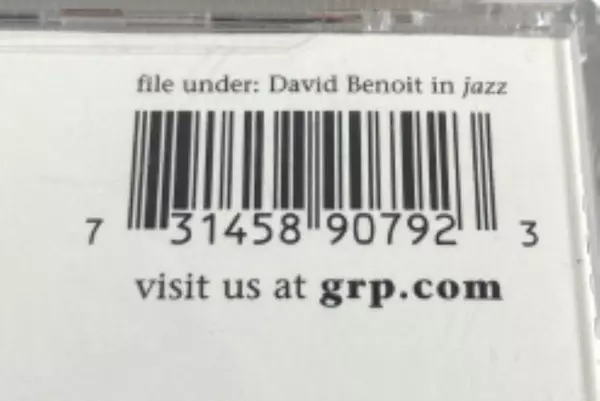 file under: David Benoit in jazz
7 31458 90792 3
visit us at grp.com